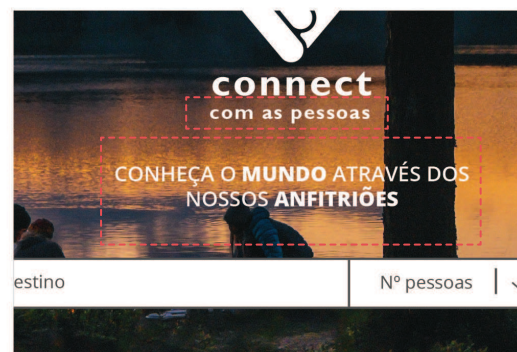 connect
com as pessoas
CONHEÇA O MUNDO ATRAVÉS DOS
NOSSOS ANFITRIÕES
estino
Nº pessoas